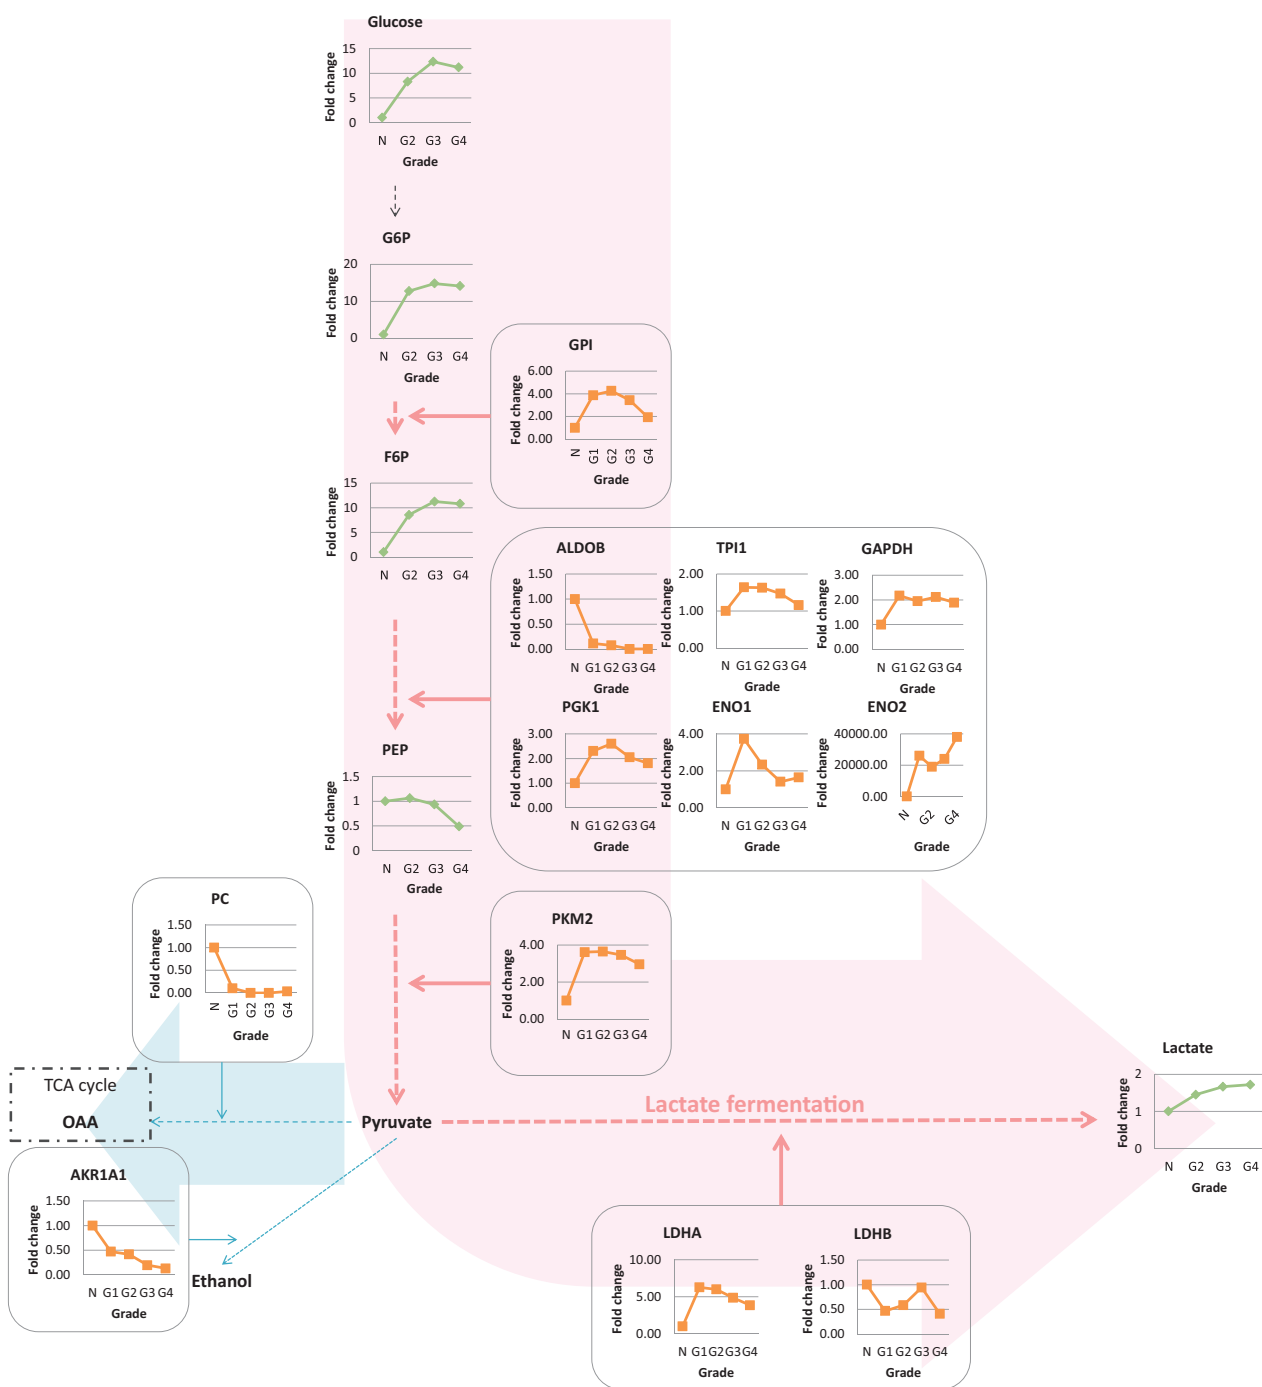 Glucose
Fold change
15
10
5
0
N G2 G3 G4
Grade
G6P
Fold change
20
10
0
N G2 G3 G4
Grade
GPI
Fold change
6.00
4.00
2.00
0.00
N G1 G2 G3 G4
Grade
F6P
Fold change
15
10
5
0
N G2 G3 G4
Grade
ALDOB
Fold change
1.50
1.00
0.50
0.00
N G1 G2 G3 G4
Grade
TPI1
Fold change
2.00
1.00
0.00
N G1 G2 G3 G4
Grade
GAPDH
Fold change
3.00
2.00
1.00
0.00
N G1 G2 G3 G4
Grade
PGK1
Fold change
3.00
2.00
1.00
0.00
N G1 G2 G3 G4
Grade
ENO1
Fold change
4.00
2.00
0.00
N G1 G2 G3 G4
Grade
ENO2
Fold change
40000.00
20000.00
0.00
N G2 G4
Grade
PEP
Fold change
1.5
1
0.5
0
N G2 G3 G4
Grade
PC
Fold change
1.50
1.00
0.50
0.00
N G1 G2 G3 G4
Grade
PKM2
Fold change
4.00
2.00
0.00
N G1 G2 G3 G4
Grade
TCA cycle
OAA
Pyruvate
Lactate fermentation
Lactate
Fold change
2
1
0
N G2 G3 G4
Grade
AKR1A1
Fold change
1.50
1.00
0.50
0.00
N G1 G2 G3 G4
Grade
Ethanol
LDHA
Fold change
10.00
5.00
0.00
N G1 G2 G3 G4
Grade
LDHB
Fold change
1.50
1.00
0.50
0.00
N G1 G2 G3 G4
Grade